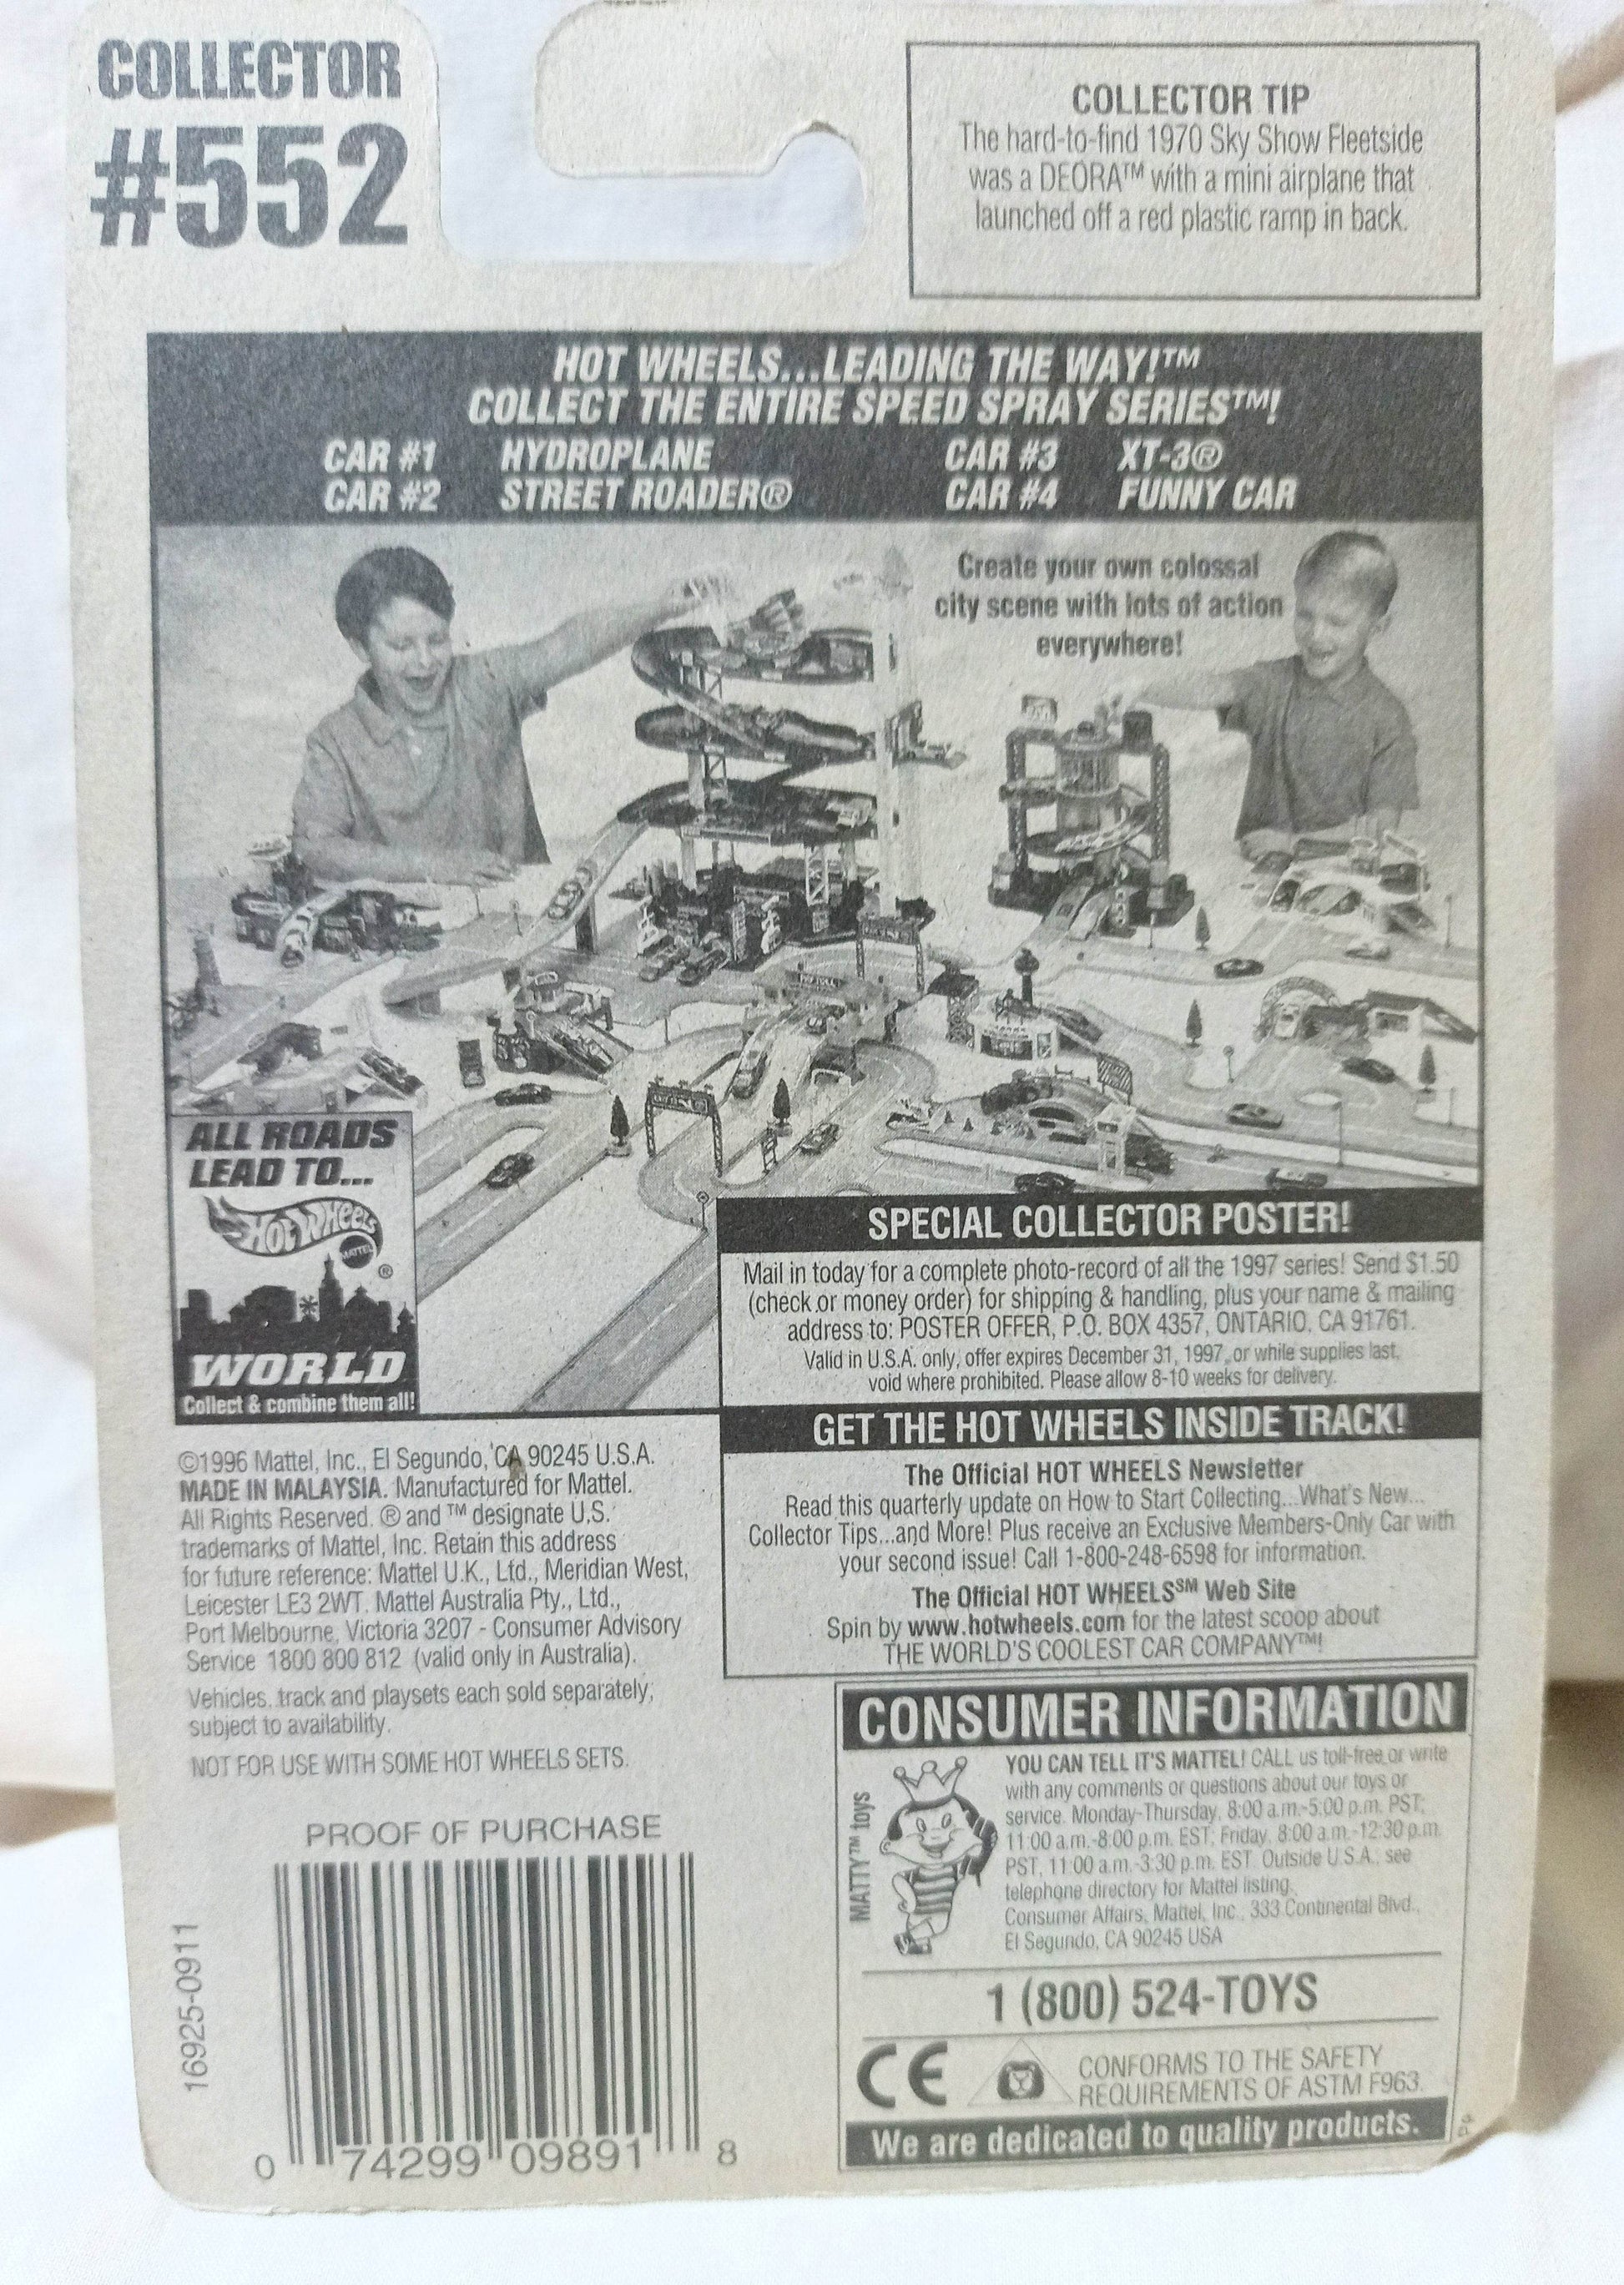 COLLECTOR
#552
COLLECTOR TIP
The hard-to-find 1970 Sky Show Fleetside
was a DEORA™ with a mini airplane that
launched off a red plastic ramp in back.
HOT WHEELS...LEADING THE WAY!™
COLLECT THE ENTIRE SPEED SPRAY SERIES™!
CAR #1 HYDROPLANE CAR #3 XT-3®
CAR #2 STREET ROADER® CAR #4 FUNNY CAR
Create your own colossal
city scene with lots of action
everywhere!
ALL ROADS
LEAD TO...
HOT WHEELS
MATTEL
®
WORLD
Collect & combine them all!
SPECIAL COLLECTOR POSTER!
Mail in today for a complete photo-record of all the 1997 series! Send $1.50
(check or money order) for shipping & handling, plus your name & mailing
address to: POSTER OFFER, P.O. BOX 4357, ONTARIO, CA 91761.
Valid in U.S.A. only, offer expires December 31, 1997, or while supplies last,
void where prohibited. Please allow 8-10 weeks for delivery.
GET THE HOT WHEELS INSIDE TRACK!
The Official HOT WHEELS Newsletter
Read this quarterly update on How to Start Collecting...What's New...
Collector Tips...and More! Plus receive an Exclusive Members-Only Car with
your second issue! Call 1-800-248-6598 for information.
The Official HOT WHEELS℠ Web Site
Spin by www.hotwheels.com for the latest scoop about
THE WORLD'S COOLEST CAR COMPANY™!
©1996 Mattel, Inc., El Segundo, CA 90245 U.S.A.
MADE IN MALAYSIA. Manufactured for Mattel.
All Rights Reserved. ® and ™ designate U.S.
trademarks of Mattel, Inc. Retain this address
for future reference: Mattel U.K., Ltd., Meridian West,
Leicester LE3 2WT. Mattel Australia Pty., Ltd.,
Port Melbourne, Victoria 3207 - Consumer Advisory
Service 1800 800 812 (valid only in Australia).
Vehicles, track and playsets each sold separately,
subject to availability.
NOT FOR USE WITH SOME HOT WHEELS SETS.
PROOF OF PURCHASE
16925-0911
0 74299 09891 8
CONSUMER INFORMATION
MATTY™ toys
YOU CAN TELL IT'S MATTEL! CALL us toll-free or write
with any comments or questions about our toys or
service. Monday-Thursday, 8:00 a.m.-5:00 p.m. PST;
11:00 a.m.-8:00 p.m. EST; Friday, 8:00 a.m.-12:30 p.m.
PST, 11:00 a.m.-3:30 p.m. EST. Outside U.S.A., see
telephone directory for Mattel listing.
Consumer Affairs, Mattel, Inc., 333 Continental Blvd.,
El Segundo, CA 90245 USA
1 (800) 524-TOYS
CE
CONFORMS TO THE SAFETY
REQUIREMENTS OF ASTM F963.
We are dedicated to quality products.